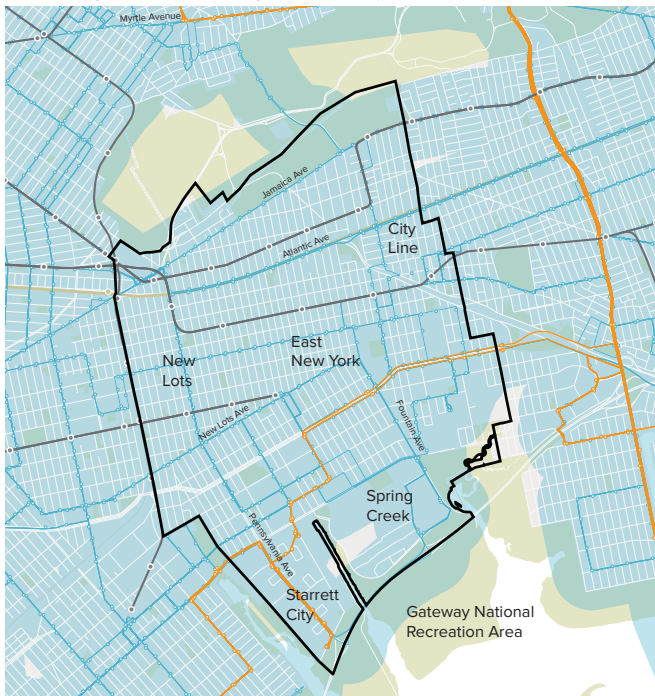 Myrtle Avenue
Jamaica Ave
City
Line
Atlantic Ave
East
New York
New
Lots
New Lots Ave
Fountain Ave
Spring
Creek
Pennsylvania Ave
Starrett
City
Gateway National
Recreation Area